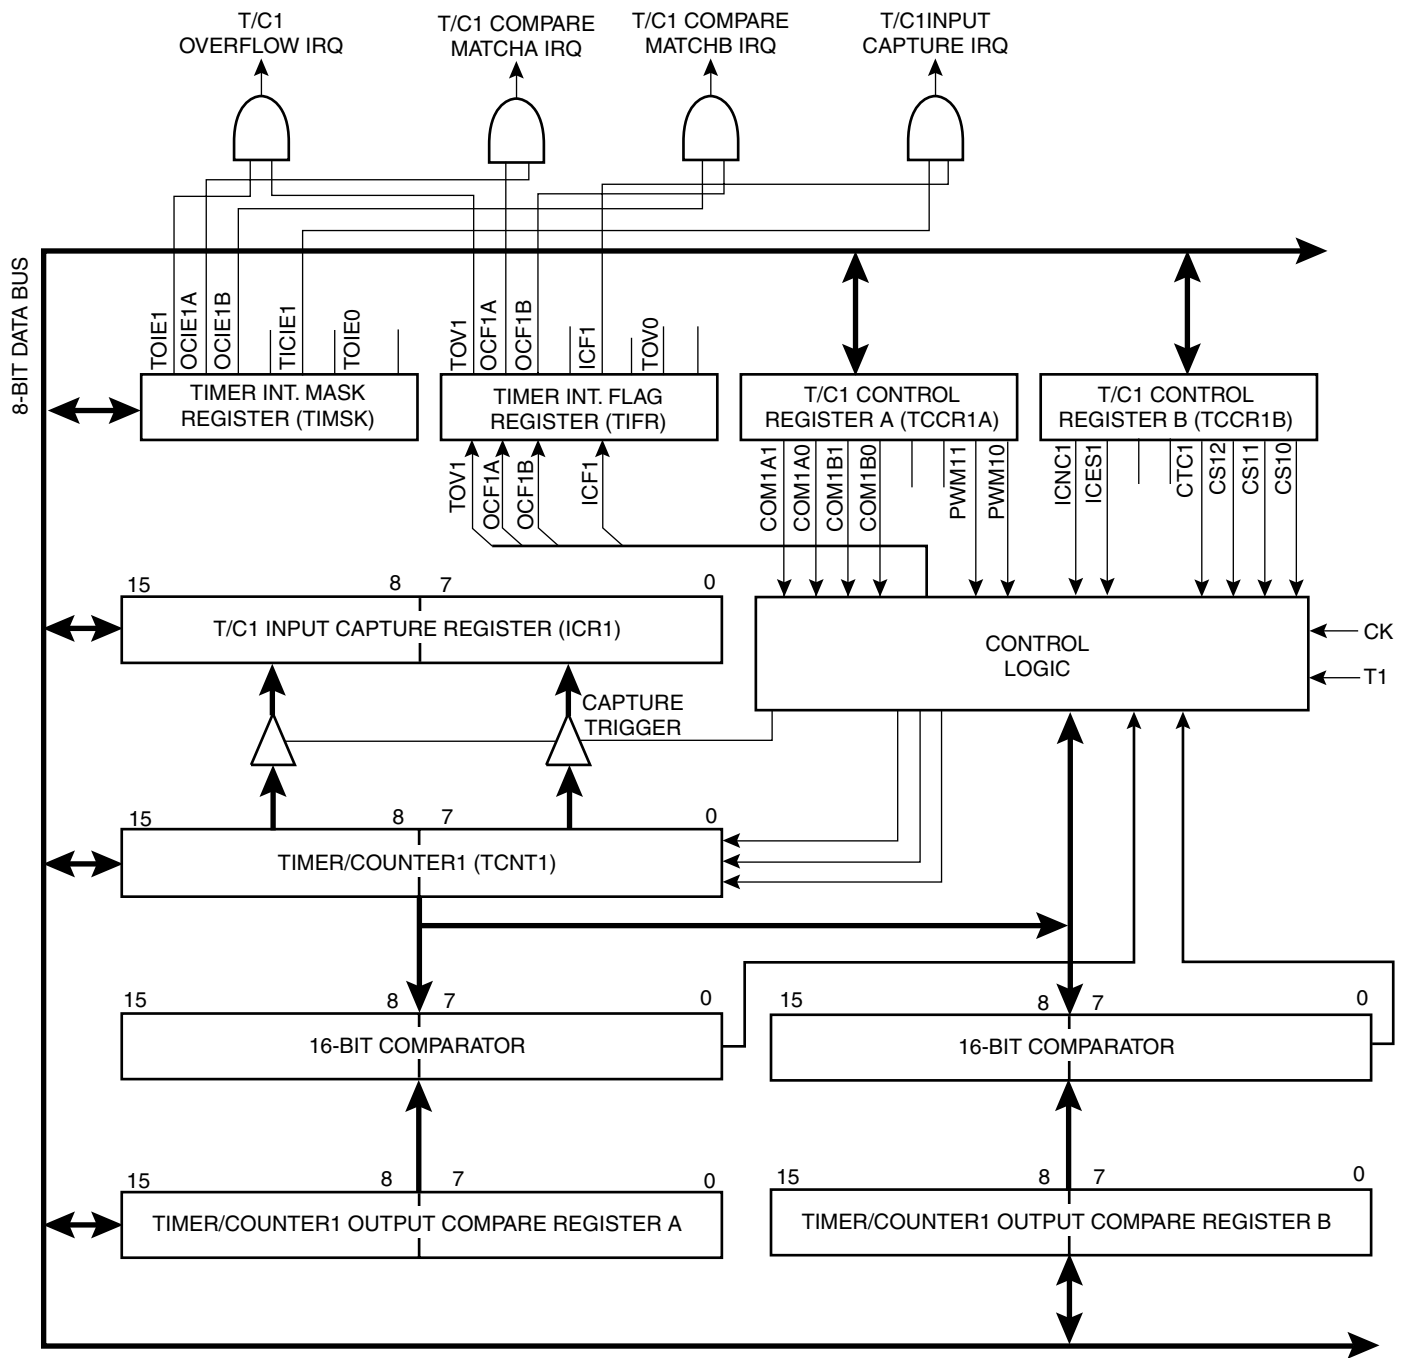 T/C1
OVERFLOW IRQ
T/C1 COMPARE
MATCHA IRQ
T/C1 COMPARE
MATCHB IRQ
T/C1INPUT
CAPTURE IRQ
8-BIT DATA BUS
TOIE1
OCIE1A
OCIE1B
TICIE1
TOIE0
TOV1
OCF1A
OCF1B
ICF1
TOV0
TIMER INT. MASK
REGISTER (TIMSK)
TIMER INT. FLAG
REGISTER (TIFR)
T/C1 CONTROL
REGISTER A (TCCR1A)
T/C1 CONTROL
REGISTER B (TCCR1B)
TOV1
OCF1A
OCF1B
ICF1
COM1A1
COM1A0
COM1B1
COM1B0
PWM11
PWM10
ICNC1
ICES1
CTC1
CS12
CS11
CS10
15 8 7 0
T/C1 INPUT CAPTURE REGISTER (ICR1)
CONTROL
LOGIC
CK
T1
CAPTURE
TRIGGER
15 8 7 0
TIMER/COUNTER1 (TCNT1)
15 8 7 0
16-BIT COMPARATOR
15 8 7 0
16-BIT COMPARATOR
15 8 7 0
TIMER/COUNTER1 OUTPUT COMPARE REGISTER A
15 8 7 0
TIMER/COUNTER1 OUTPUT COMPARE REGISTER B